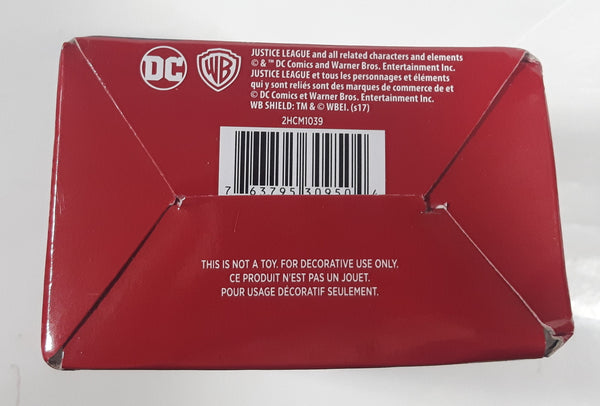 DC WB JUSTICE LEAGUE and all related characters and elements
© & ™ DC Comics and Warner Bros. Entertainment Inc.
JUSTICE LEAGUE et tous les personnages et éléments
qui y sont reliés sont des marques de commerce de et
© DC Comics et Warner Bros. Entertainment Inc.
WB SHIELD: TM & © WBEI. (s17)
2HCM1039
7 63795 30950 4
THIS IS NOT A TOY. FOR DECORATIVE USE ONLY.
CE PRODUIT N'EST PAS UN JOUET.
POUR USAGE DÉCORATIF SEULEMENT.